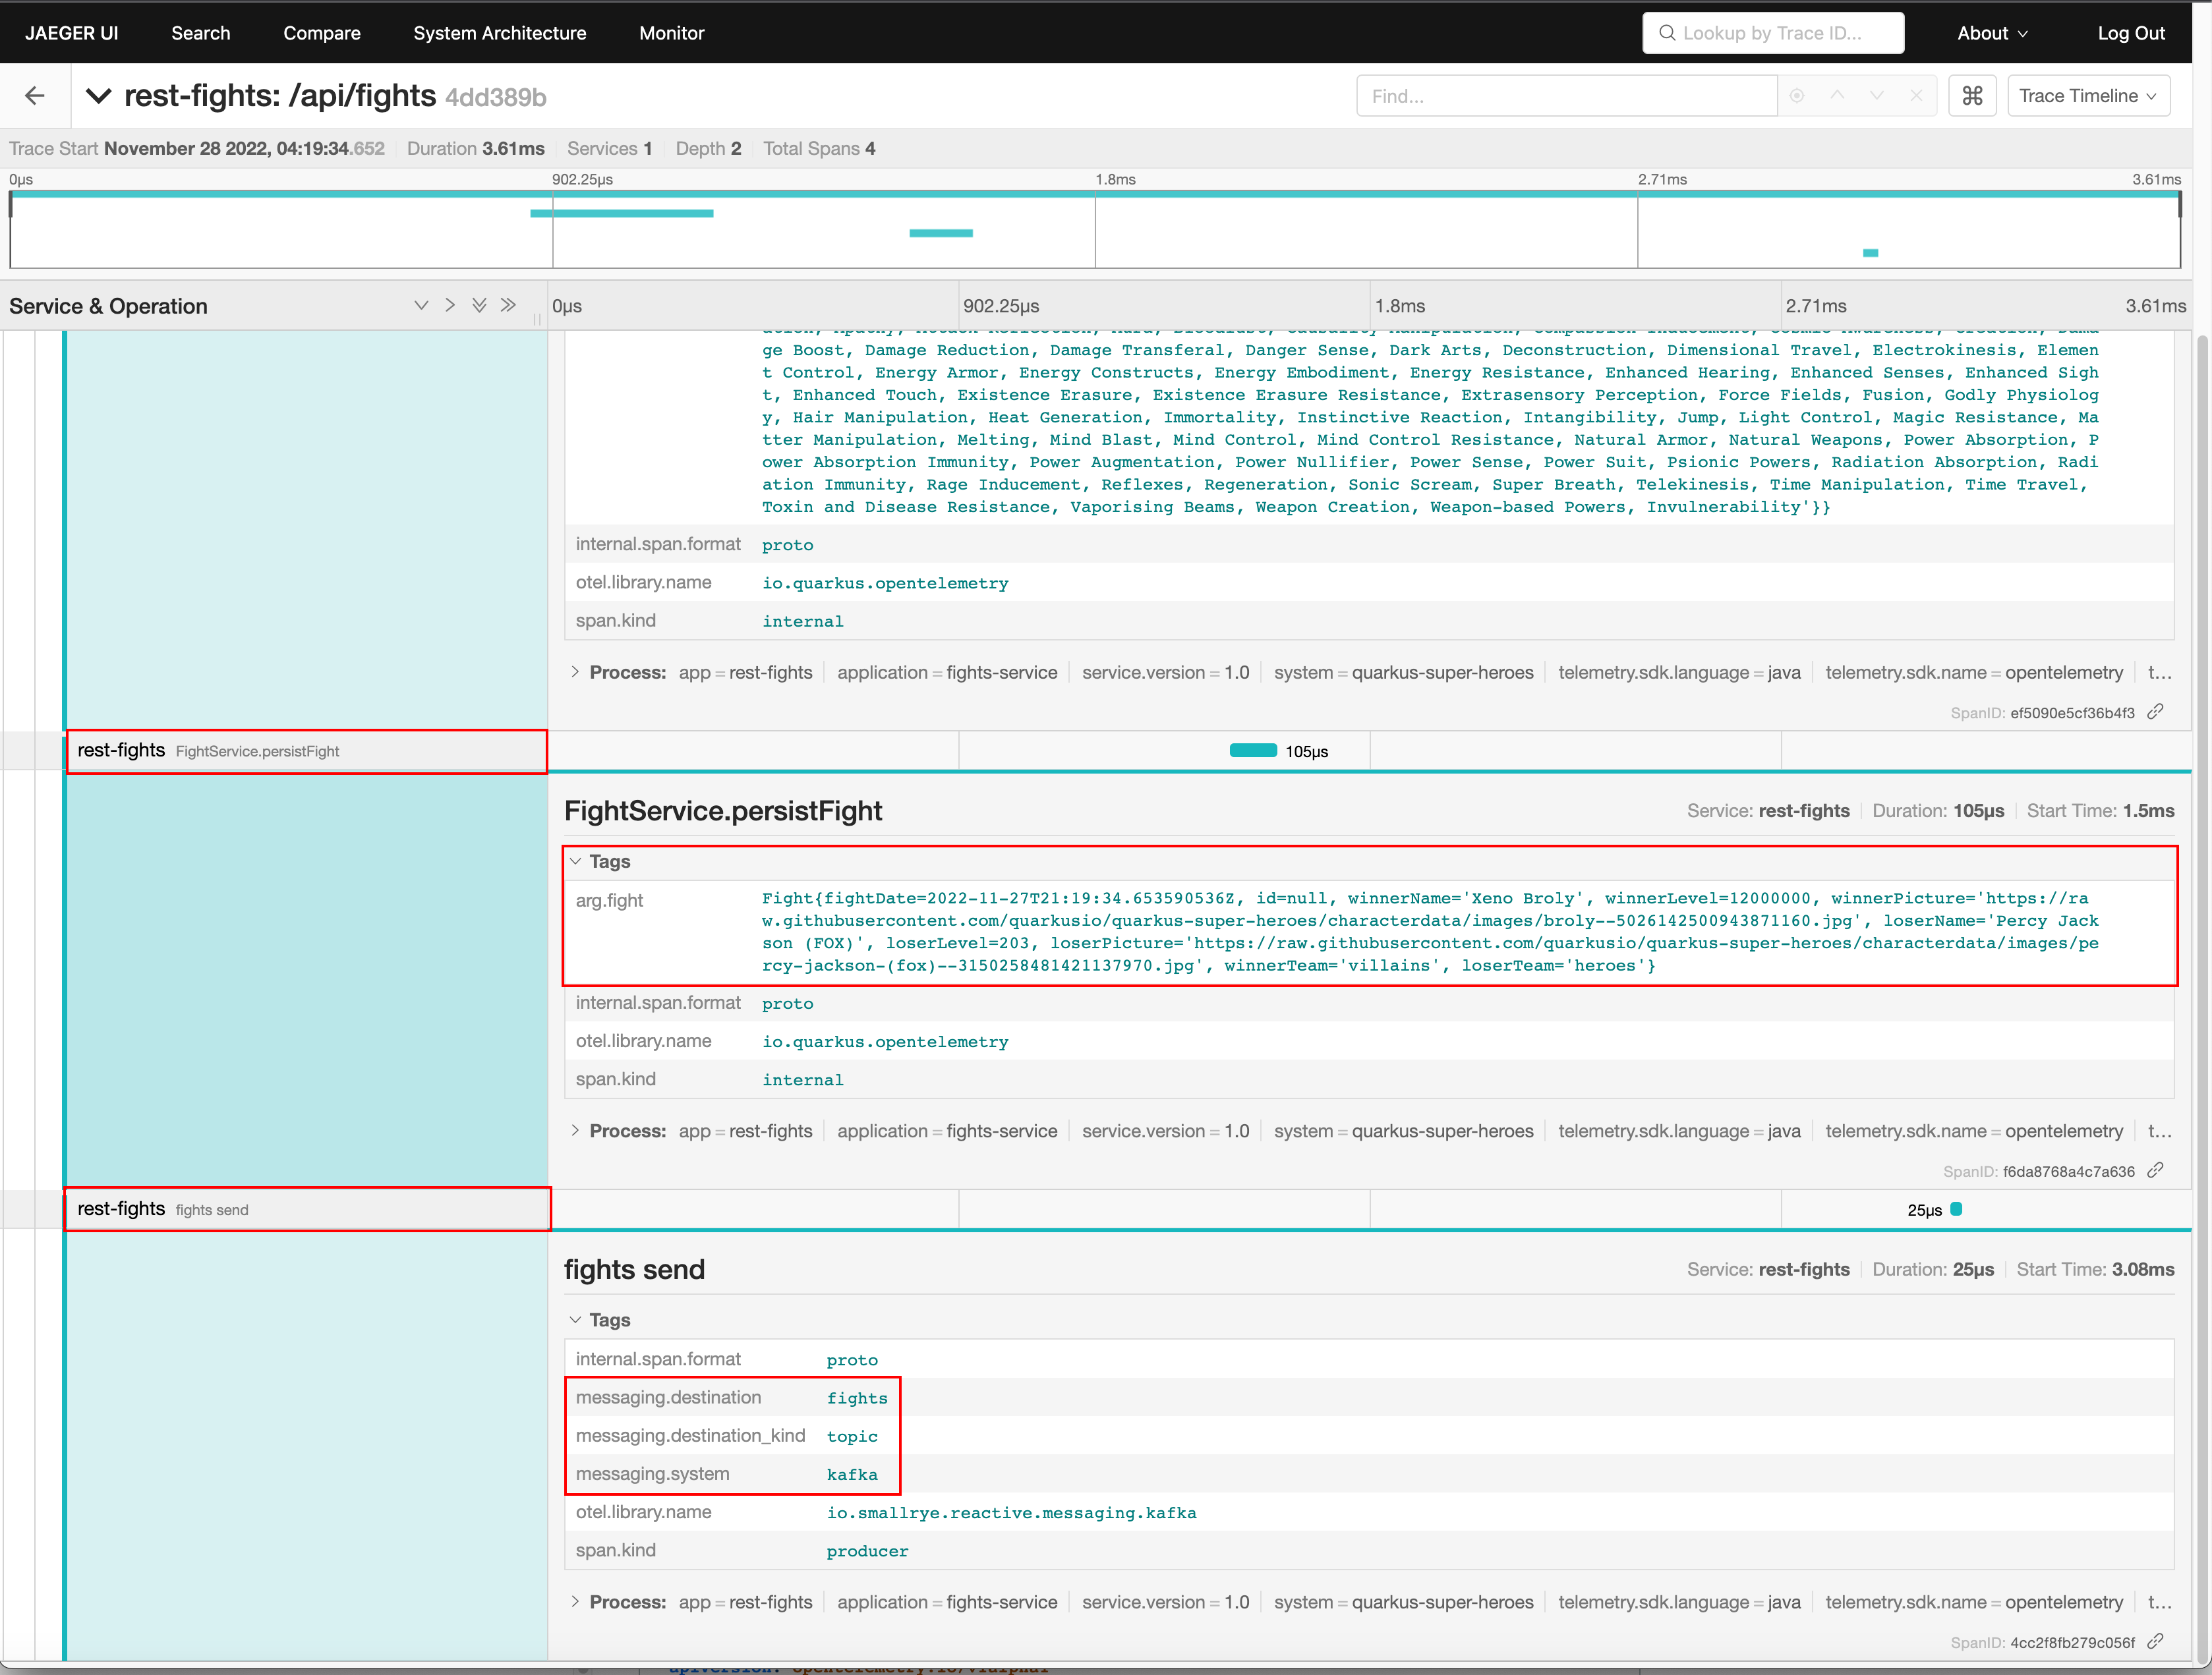 JAEGER UI Search Compare System Architecture Monitor Lookup by Trace ID... About Log Out
rest-fights: /api/fights 4dd389b Find... Trace Timeline
Trace Start November 28 2022, 04:19:34.652 Duration 3.61ms Services 1 Depth 2 Total Spans 4
0µs 902.25µs 1.8ms 2.71ms 3.61ms
Service & Operation 0µs 902.25µs 1.8ms 2.71ms 3.61ms
ge Boost, Damage Reduction, Damage Transferal, Danger Sense, Dark Arts, Deconstruction, Dimensional Travel, Electrokinesis, Elemen
t Control, Energy Armor, Energy Constructs, Energy Embodiment, Energy Resistance, Enhanced Hearing, Enhanced Senses, Enhanced Sigh
t, Enhanced Touch, Existence Erasure, Existence Erasure Resistance, Extrasensory Perception, Force Fields, Fusion, Godly Physiolog
y, Hair Manipulation, Heat Generation, Immortality, Instinctive Reaction, Intangibility, Jump, Light Control, Magic Resistance, Ma
tter Manipulation, Melting, Mind Blast, Mind Control, Mind Control Resistance, Natural Armor, Natural Weapons, Power Absorption, P
ower Absorption Immunity, Power Augmentation, Power Nullifier, Power Sense, Power Suit, Psionic Powers, Radiation Absorption, Radi
ation Immunity, Rage Inducement, Reflexes, Regeneration, Sonic Scream, Super Breath, Telekinesis, Time Manipulation, Time Travel,
Toxin and Disease Resistance, Vaporising Beams, Weapon Creation, Weapon-based Powers, Invulnerability'}}
internal.span.format proto
otel.library.name io.quarkus.opentelemetry
span.kind internal
Process: app = rest-fights application = fights-service service.version = 1.0 system = quarkus-super-heroes telemetry.sdk.language = java telemetry.sdk.name = opentelemetry t...
SpanID: ef5090e5cf36b4f3
rest-fights FightService.persistFight 105µs
FightService.persistFight Service: rest-fights Duration: 105µs Start Time: 1.5ms
Tags
arg.fight Fight{fightDate=2022-11-27T21:19:34.653590536Z, id=null, winnerName='Xeno Broly', winnerLevel=12000000, winnerPicture='https://ra
w.githubusercontent.com/quarkusio/quarkus-super-heroes/characterdata/images/broly--5026142500943871160.jpg', loserName='Percy Jack
son (FOX)', loserLevel=203, loserPicture='https://raw.githubusercontent.com/quarkusio/quarkus-super-heroes/characterdata/images/pe
rcy-jackson-(fox)--3150258481421137970.jpg', winnerTeam='villains', loserTeam='heroes'}
internal.span.format proto
otel.library.name io.quarkus.opentelemetry
span.kind internal
Process: app = rest-fights application = fights-service service.version = 1.0 system = quarkus-super-heroes telemetry.sdk.language = java telemetry.sdk.name = opentelemetry t...
SpanID: f6da8768a4c7a636
rest-fights fights send 25µs
fights send Service: rest-fights Duration: 25µs Start Time: 3.08ms
Tags
internal.span.format proto
messaging.destination fights
messaging.destination_kind topic
messaging.system kafka
otel.library.name io.smallrye.reactive.messaging.kafka
span.kind producer
Process: app = rest-fights application = fights-service service.version = 1.0 system = quarkus-super-heroes telemetry.sdk.language = java telemetry.sdk.name = opentelemetry t...
SpanID: 4cc2f8fb279c056f